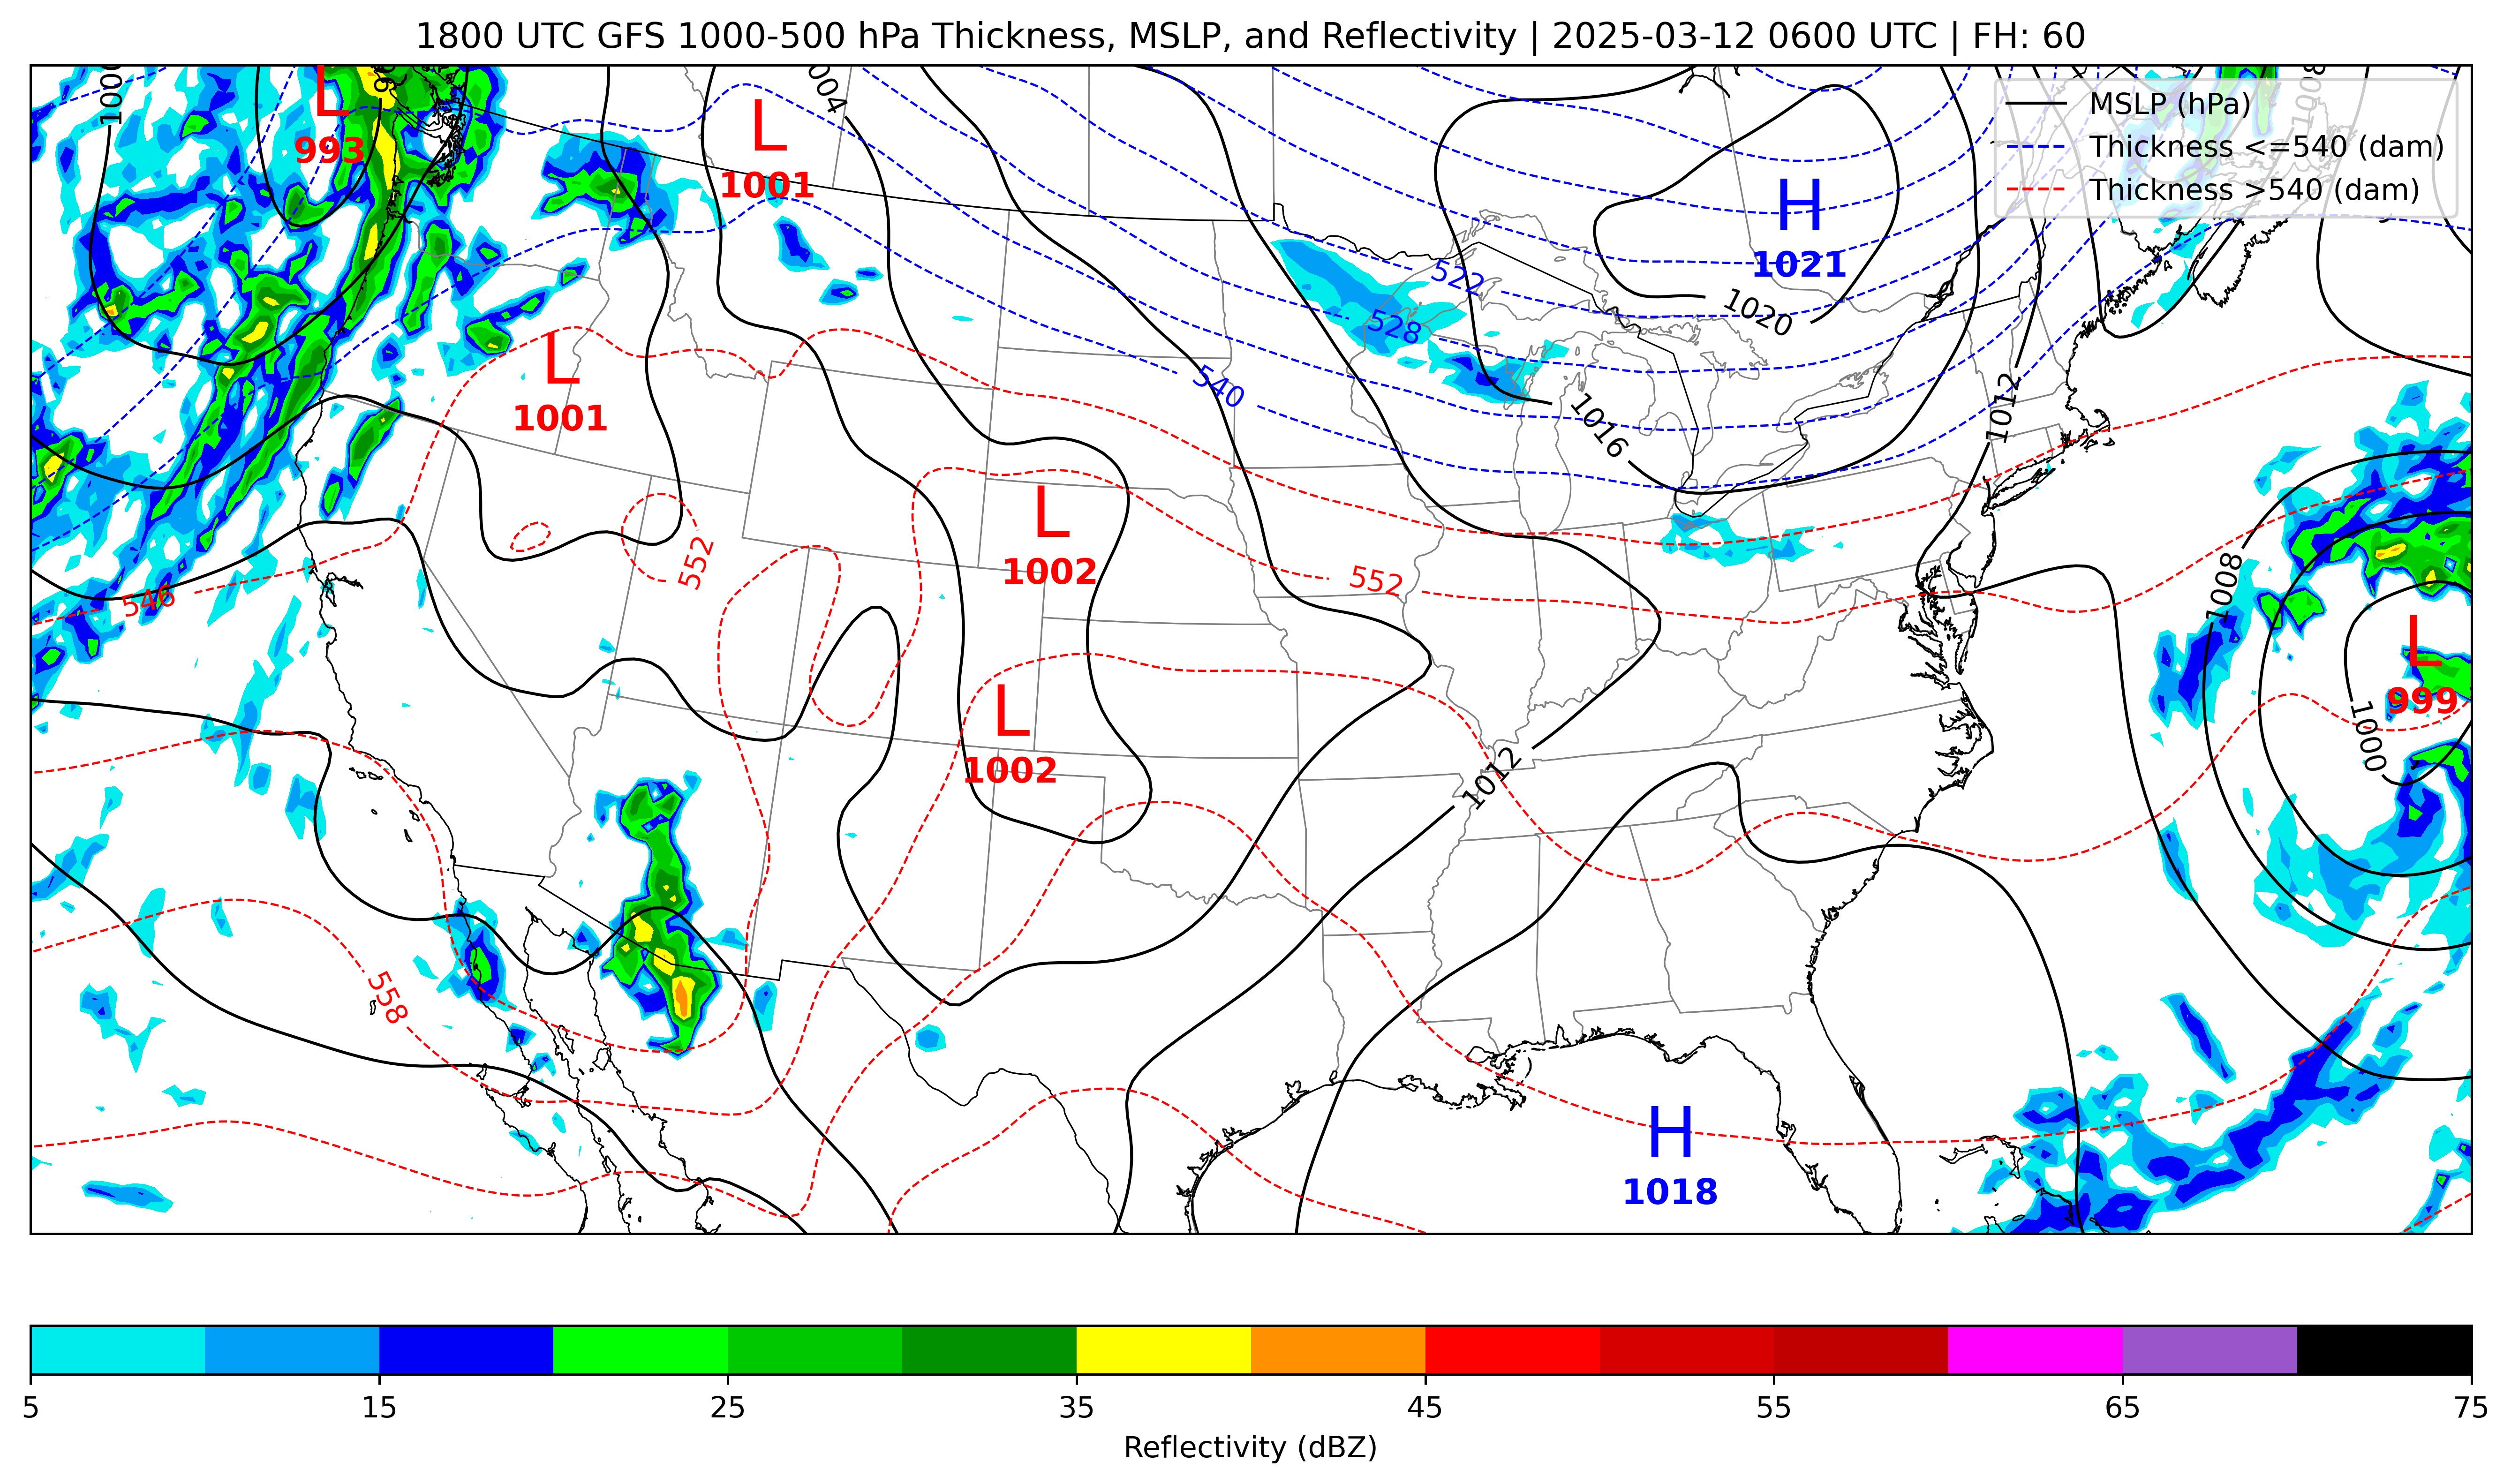 1800 UTC GFS 1000-500 hPa Thickness, MSLP, and Reflectivity | 2025-03-12 0600 UTC | FH: 60
MSLP (hPa)
Thickness <=540 (dam)
Thickness >540 (dam)
L
993
L
1001
H
1021
1004
1008
522
1020
528
540
L
1001
1016
1012
L
1002
552
552
546
1008
L
999
1000
L
1002
1012
558
H
1018
5 15 25 35 45 55 65 75
Reflectivity (dBZ)